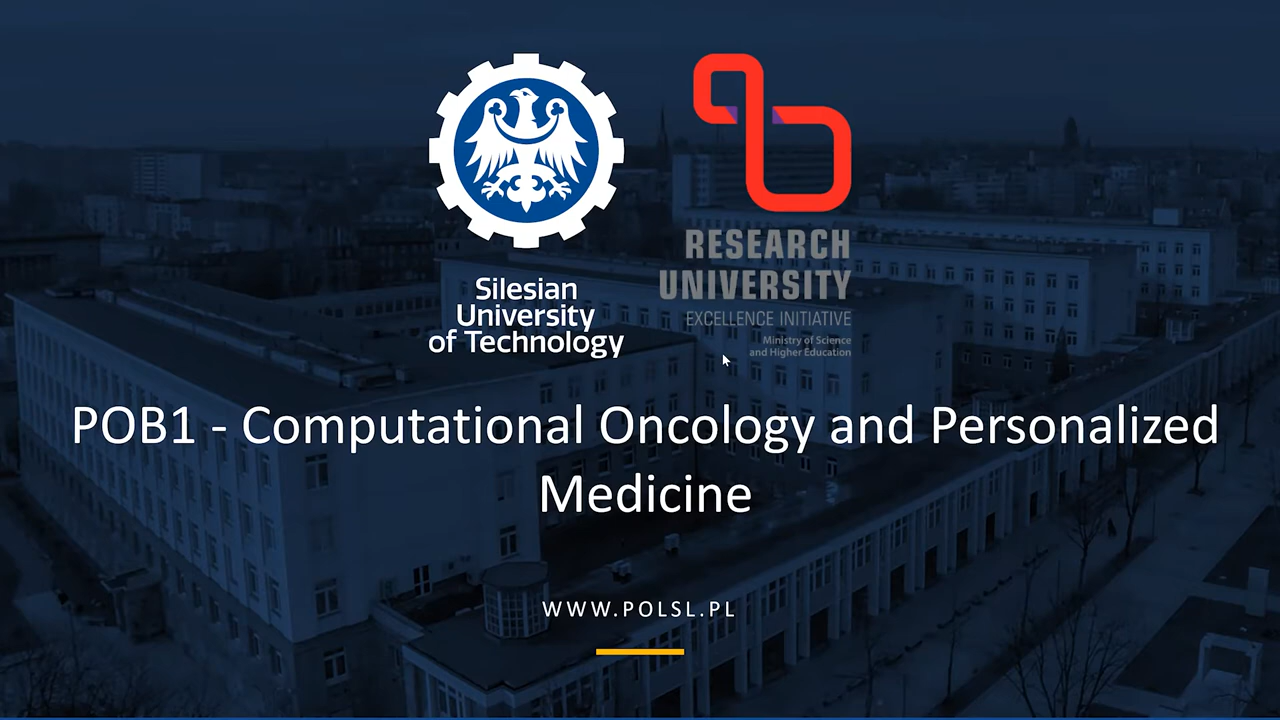 Silesian
University
of Technology
RESEARCH
UNIVERSITY
EXCELLENCE INITIATIVE
Ministry of Science
and Higher Education
POB1 - Computational Oncology and Personalized
Medicine
WWW.POLSL.PL